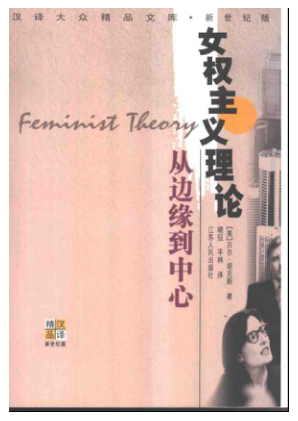 汉译大众精品文库·新世纪版
女权主义理论
Feminist Theory
从边缘到中心
[美]贝尔·胡克斯 著
晓征 平林 译
江苏人民出版社
汉译
精品
新世纪版